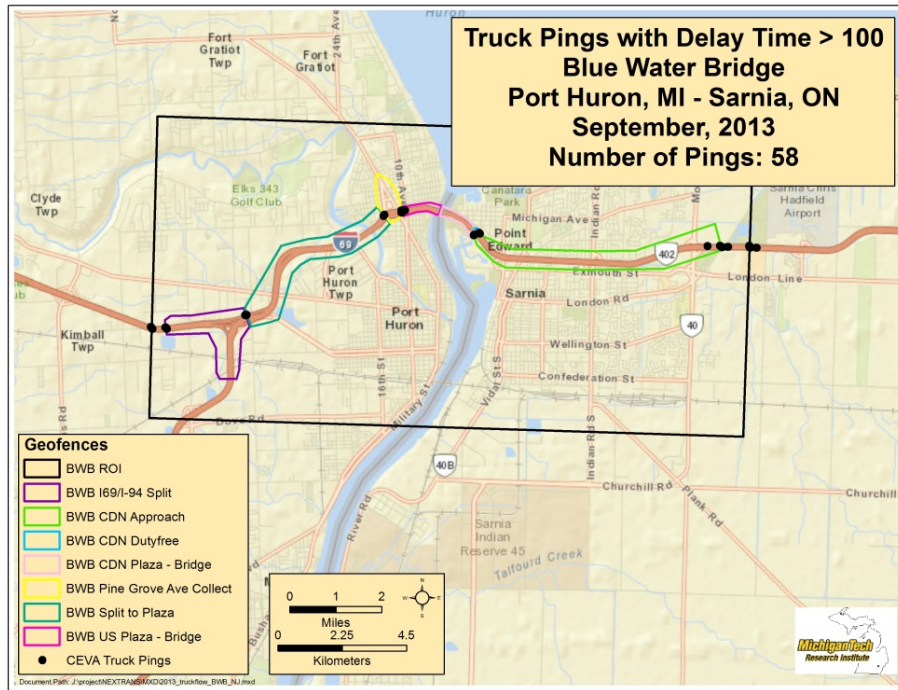 Huron
Truck Pings with Delay Time > 100
Blue Water Bridge
Port Huron, MI - Sarnia, ON
September, 2013
Number of Pings: 58
Fort
Gratiot
Twp
24th Ave
Fort
Gratiot
10th Ave
Elks 343
Golf Club
Clyde
Twp
Canatara
Park
Indian Rd
Sarnia Chris
Hadfield
Airport
Michigan Ave
Point
Edward
69
402
Exmouth St
London Line
Port
Huron
Twp
Sarnia
London Rd
Port
Huron
Kimball
Twp
40
Wellington St
Confederation St
16th St
Military St
Vidal St S
Dove Rd
Indian Rd S
40B
Churchill Rd
Churchill
Plank Rd
River Rd
Sarnia
Indian
Reserve 45
Talfourd Creek
Geofences
BWB ROI
BWB I69/I-94 Split
BWB CDN Approach
BWB CDN Dutyfree
BWB CDN Plaza - Bridge
BWB Pine Grove Ave Collect
BWB Split to Plaza
BWB US Plaza - Bridge
CEVA Truck Pings
N
W E
S
0 1 2
Miles
0 2.25 4.5
Kilometers
MichiganTech
Research Institute
Document Path: J:\project\NEXTRANS\MXD\2013_truckflow_BWB_NJ.mxd